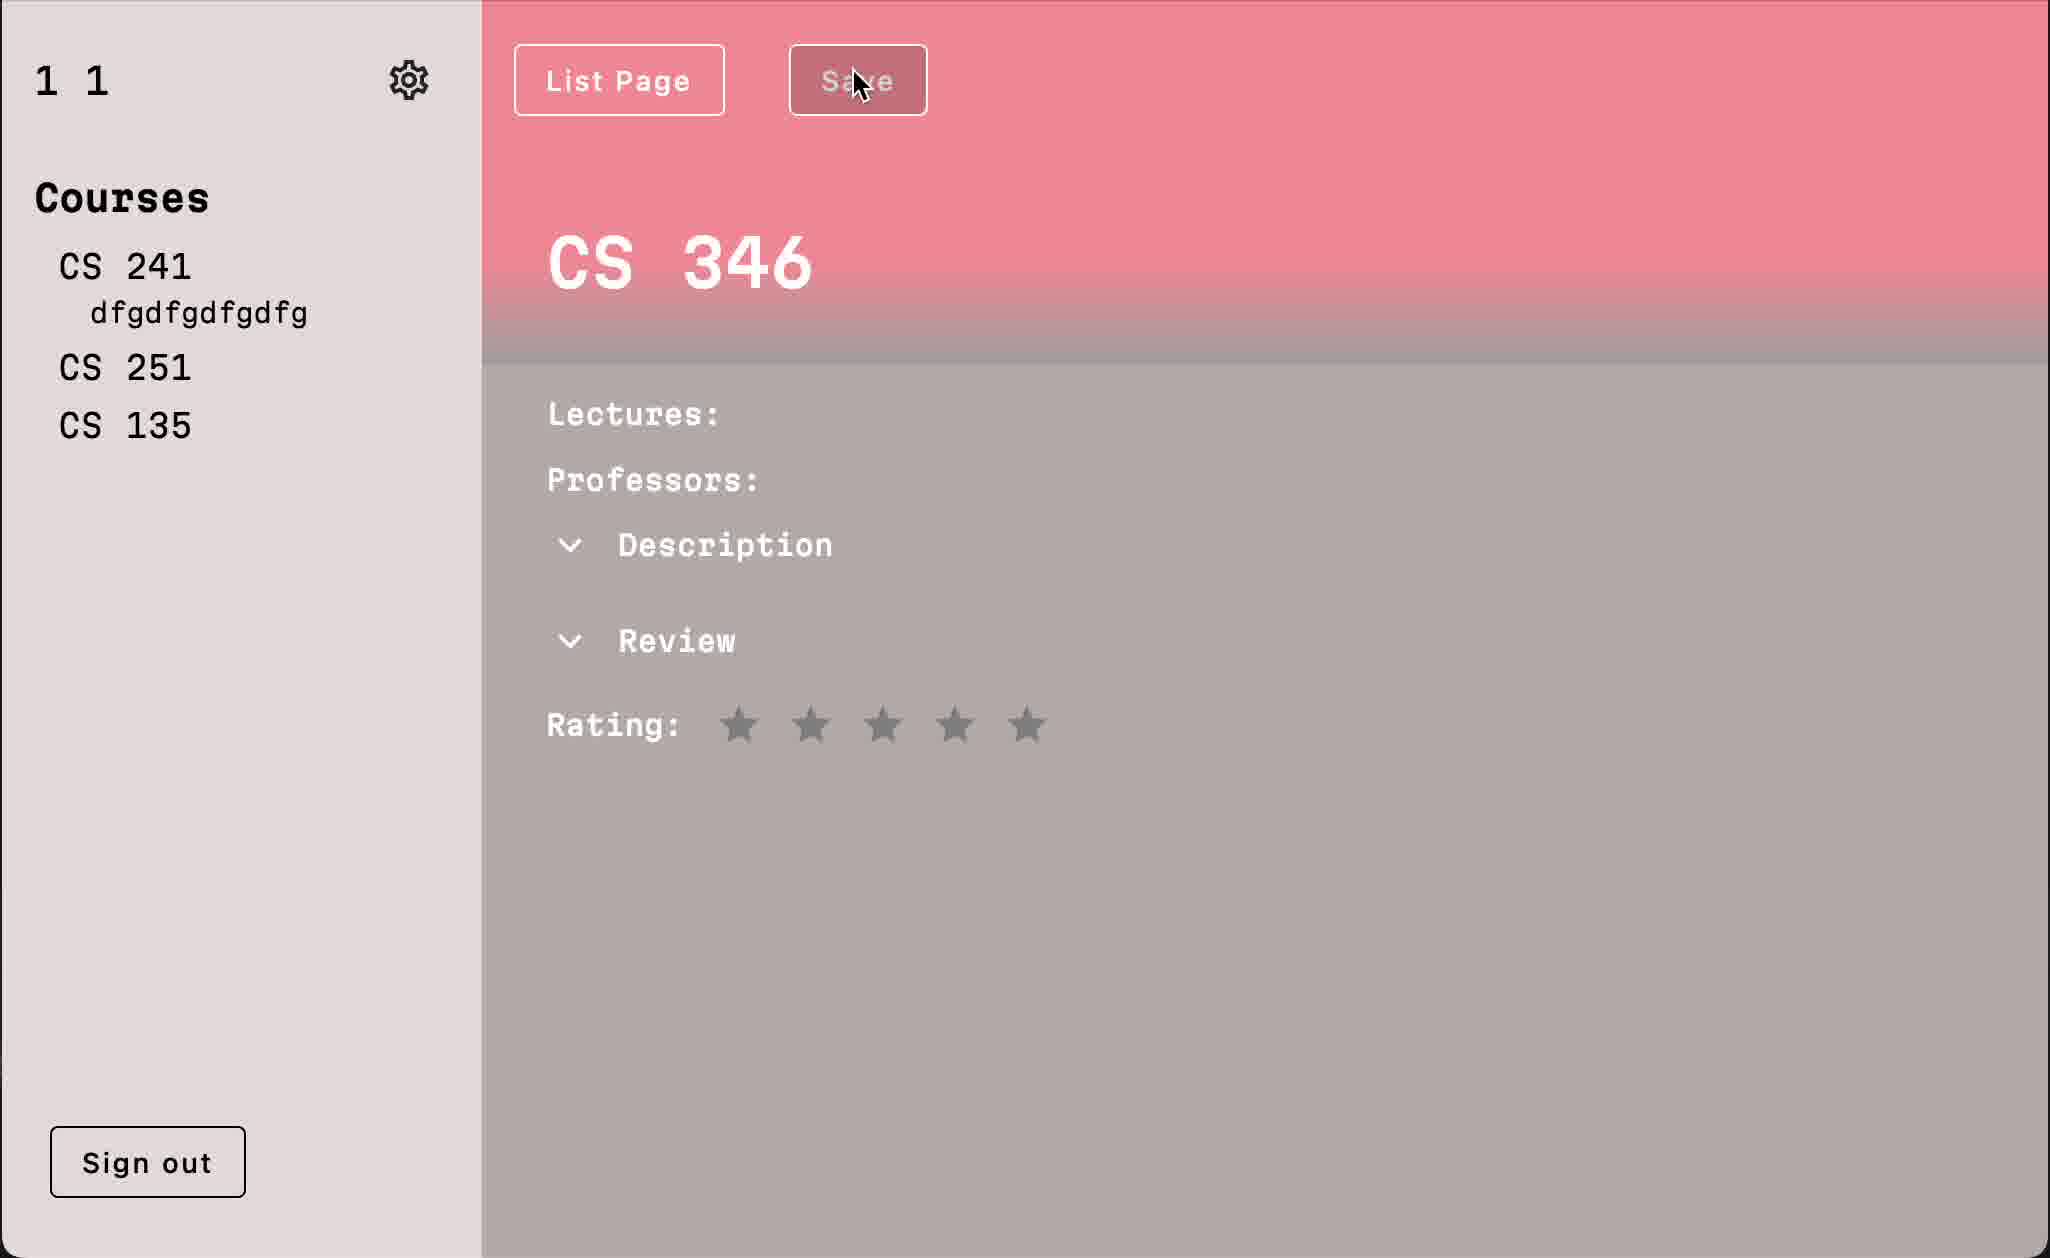 1 1
Courses
CS 241
dfgdfgdfgdfg
CS 251
CS 135
Sign out
List Page
Save
CS 346
Lectures:
Professors:
Description
Review
Rating: